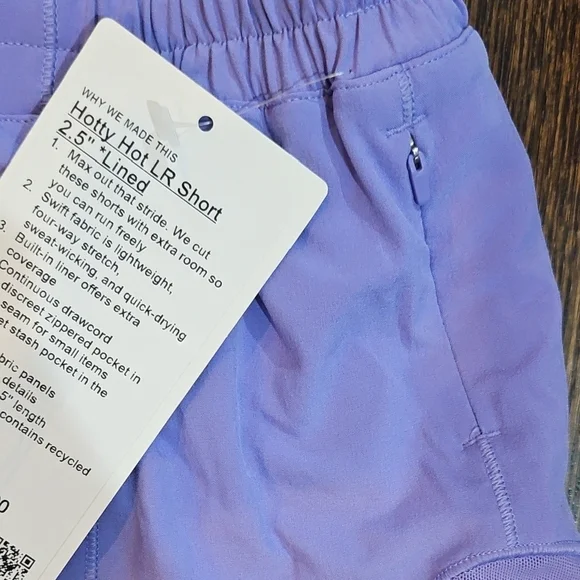 WHY WE MADE THIS
Hotty Hot LR Short
2.5" *Lined
1. Max out that stride. We cut
these shorts with extra room so
you can run freely
2. Swift fabric is lightweight,
four-way stretch,
sweat-wicking, and quick-drying
3. Built-in liner offers extra
coverage
Continuous drawcord
discreet zippered pocket in
seam for small items
stash pocket in the
panels
details
5" length
contains recycled